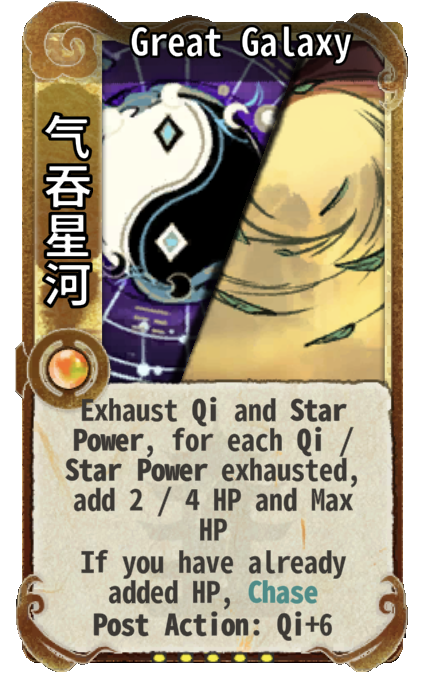 Great Galaxy
气吞星河
Exhaust Qi and Star
Power, for each Qi /
Star Power exhausted,
add 2 / 4 HP and Max
HP
If you have already
added HP, Chase
Post Action: Qi+6